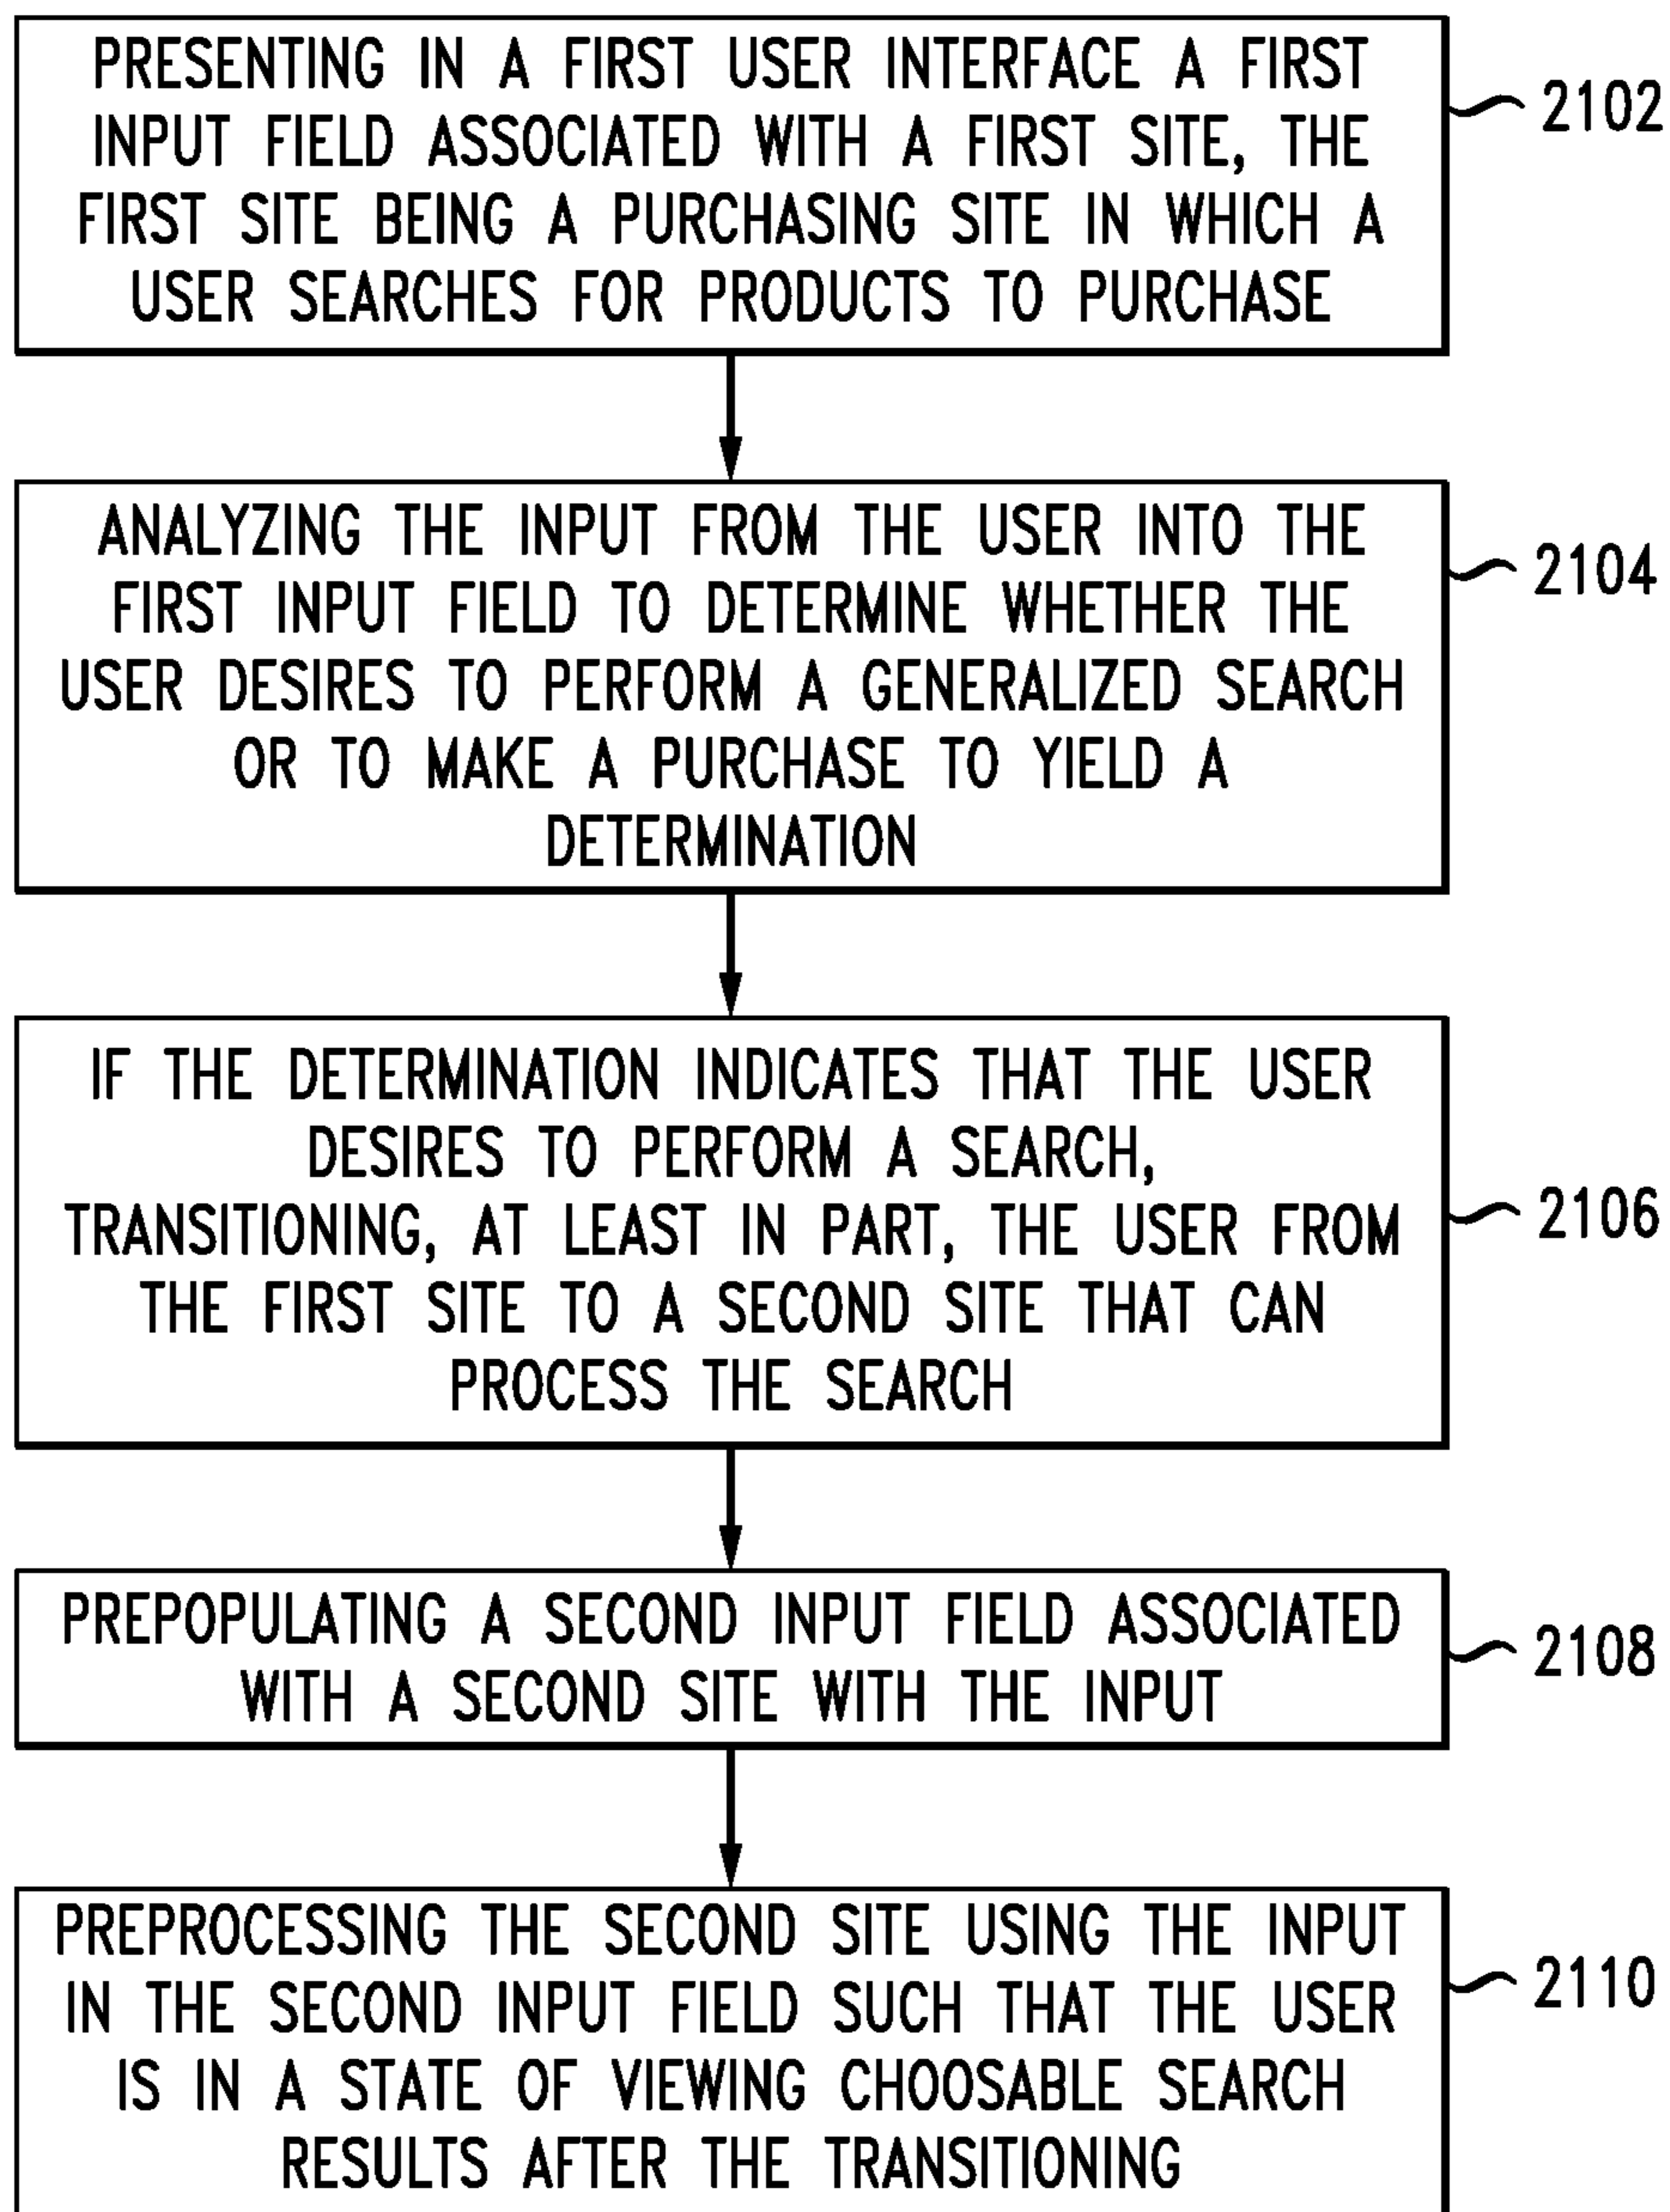 PRESENTING IN A FIRST USER INTERFACE A FIRST
INPUT FIELD ASSOCIATED WITH A FIRST SITE, THE
FIRST SITE BEING A PURCHASING SITE IN WHICH A
USER SEARCHES FOR PRODUCTS TO PURCHASE
2102
ANALYZING THE INPUT FROM THE USER INTO THE
FIRST INPUT FIELD TO DETERMINE WHETHER THE
USER DESIRES TO PERFORM A GENERALIZED SEARCH
OR TO MAKE A PURCHASE TO YIELD A
DETERMINATION
2104
IF THE DETERMINATION INDICATES THAT THE USER
DESIRES TO PERFORM A SEARCH,
TRANSITIONING, AT LEAST IN PART, THE USER FROM
THE FIRST SITE TO A SECOND SITE THAT CAN
PROCESS THE SEARCH
2106
PREPOPULATING A SECOND INPUT FIELD ASSOCIATED
WITH A SECOND SITE WITH THE INPUT
2108
PREPROCESSING THE SECOND SITE USING THE INPUT
IN THE SECOND INPUT FIELD SUCH THAT THE USER
IS IN A STATE OF VIEWING CHOOSABLE SEARCH
RESULTS AFTER THE TRANSITIONING
2110